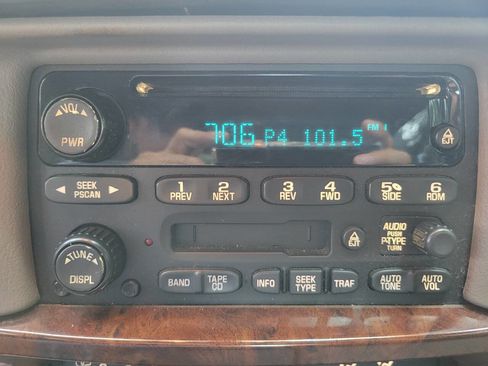 VOL
PWR
706 P4 101.5 FM 1
EJT
SEEK
PSCAN
1 PREV
2 NEXT
3 REV
4 FWD
5 SIDE
6 RDM
AUDIO
PUSH
P-TYPE
TURN
EJT
TUNE
DISPL
BAND
TAPE CD
INFO
SEEK TYPE
TRAF
AUTO TONE
AUTO VOL